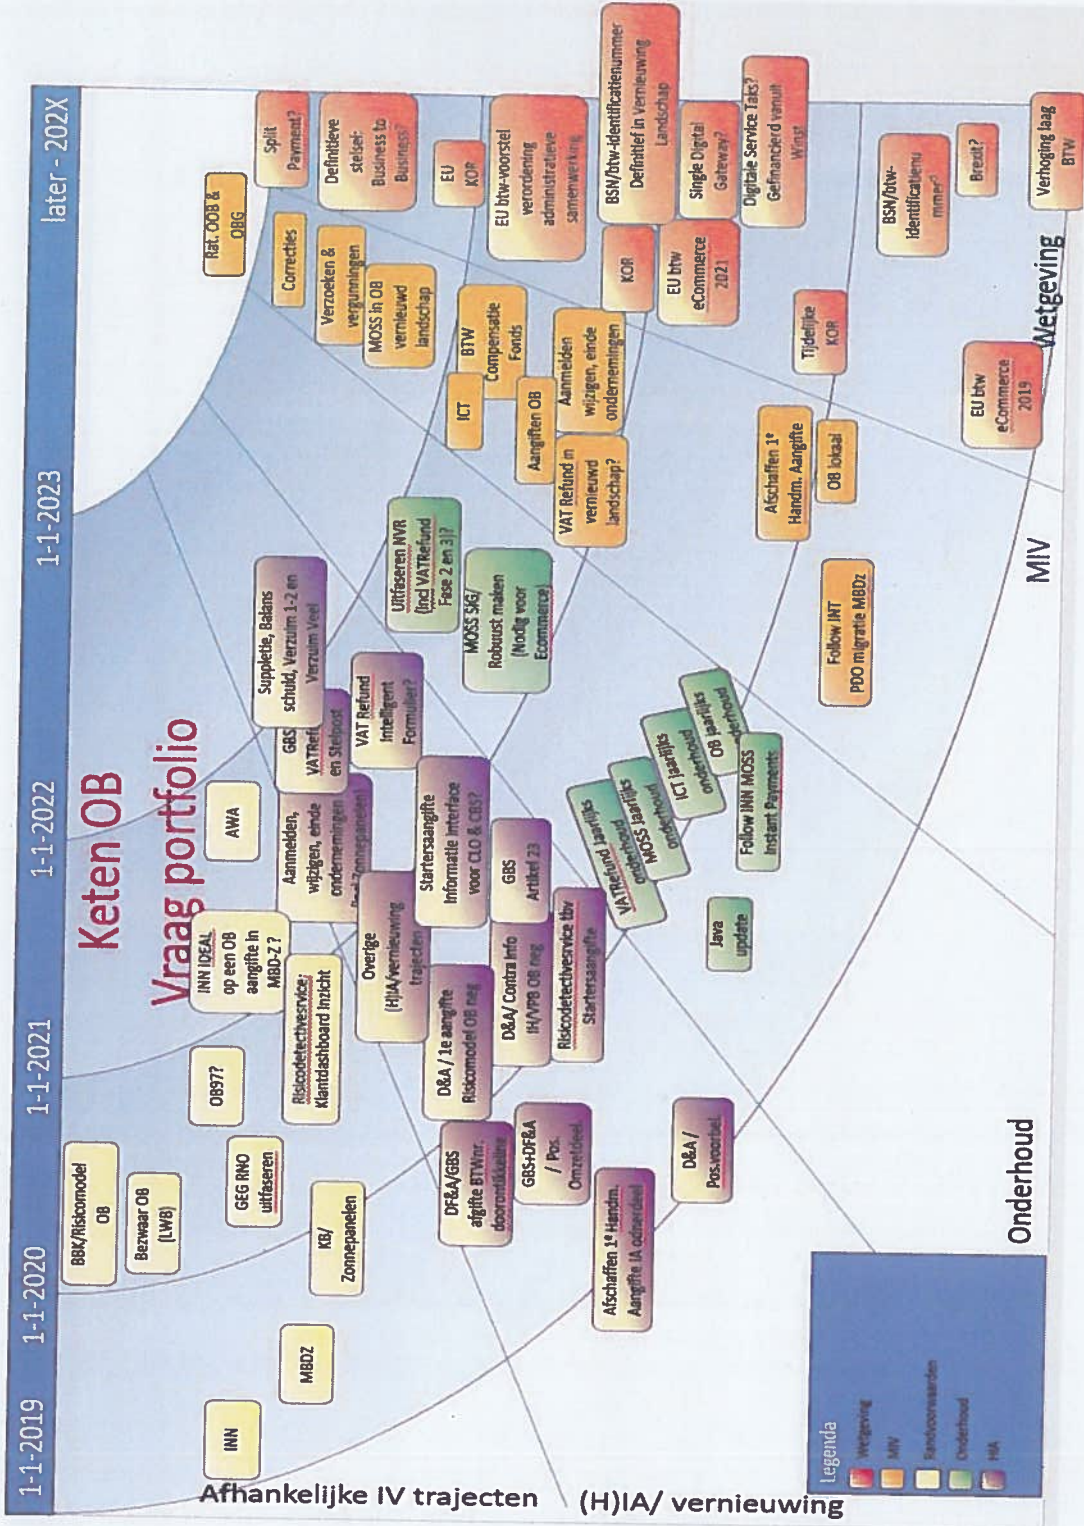 Keten OB
Vraag portfolio
1-1-2019
1-1-2020
1-1-2021
1-1-2022
1-1-2023
later - 202X
BBK/Risicomodel
OB
Bezwaar OB
(LWB)
GEG RNO
uitfaseren
OB97?
INN IDEAL
op een OB
aangifte in
MBD-Z ?
AWA
INN
MBDZ
KB/
Zonnepanelen
Risicodetectiesrvice;
Klantdashboard Inzicht
Aanmelden,
wijzigen, einde
ondernemingen
Zonnepanelen)
GBS
VATRef
en Stelpost
Suppletie, Balans
schuld, Verzuim 1-2 en
Verzuim Veel
VAT Refund
Intelligent
Formulier?
Overige
(H)IA/vernieuwing
trajecten
Startersaangifte
Informatie Interface
voor CLO & CBS?
D&A / 1e aangifte
Risicomodel OB neg
D&A/ Contra Info
IH/VPB OB neg
GBS
Artikel 23
Risicodetectivesrvice tbv
Startersaangifte
DF&A/GBS
afgifte BTWnr.
doorontikkeline
GBS+DF&A
/ Pos.
Omzetdeel.
Afschaffen 1e Handm.
Aangifte IA odnerdeel
D&A /
Pos.voorbel.
Uitfaseren NVR
(Incl VATRefund
Fase 2 en 3)?
MOSS SIG/
Robuust maken
(Nodig voor
Ecommerce)
VATRefund Jaarlijks
onderhoud
MOSS Jaarlijks
onderhoud
ICT jaarlijks
onderhoud
OB jaarlijks
onderhoud
Java
update
Follow INN MOSS
Instant Payments
Rat. OOB &
OBG
Correcties
Verzoeken &
vergunningen
MOSS in OB
vernieuwd
landschap
ICT
BTW
Compensatie
Fonds
Aangiften OB
Aanmelden
wijzigen, einde
ondernemingen
VAT Refund in
vernieuwd
landschap?
Afschaffen 1e
Handm. Aangifte
OB lokaal
Follow INT
PDO migratie MBDz
Split
Payment?
Definitieve
stelsel:
Business to
Business?
EU
KOR
EU btw-voorstel
verordening
administratieve
samenwerking
BSN/btw-identificatienummer
Definitief in Vernieuwing
Landschap
KOR
EU btw
eCommerce
2021
Single Digital
Gateway?
Digitale Service Taks?
Gefinancierd vanuit
Winst
Tijdelijke
KOR
BSN/btw-
Identificatienu
mmer?
Brexit?
EU btw
eCommerce
2019
Verhoging laag
BTW
Afhankelijke IV trajecten
(H)IA/ vernieuwing
Onderhoud
MIV
Wetgeving
Legenda
Wetgeving
MIV
Randvoorwaarden
Onderhoud
HIA